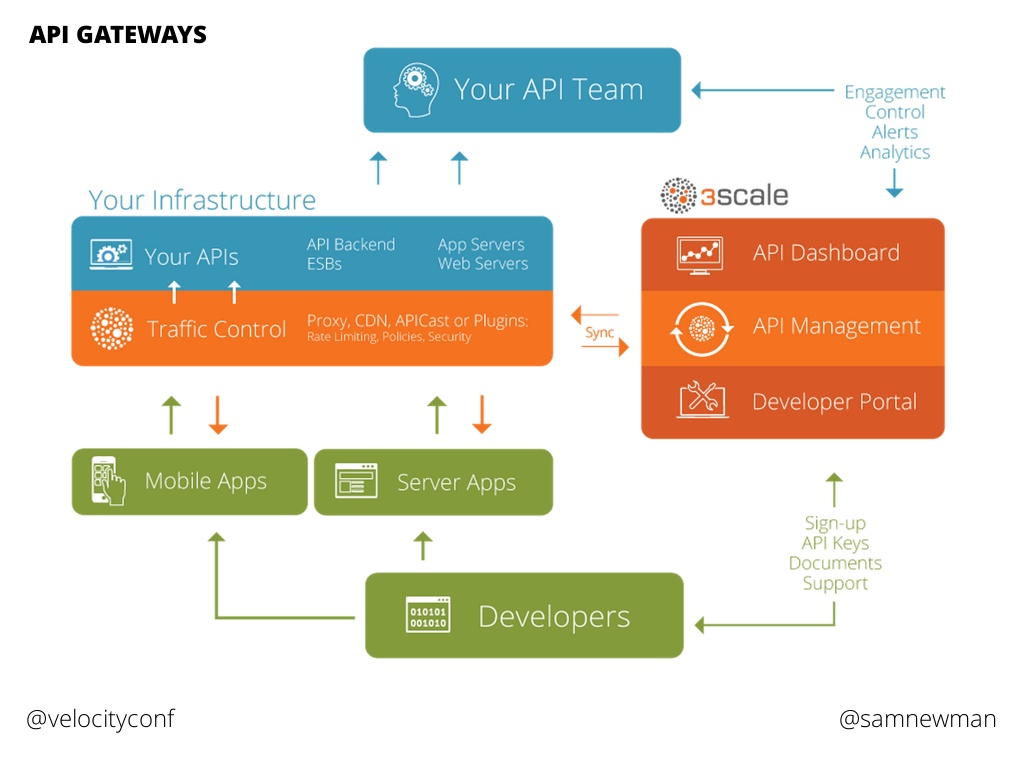 API GATEWAYS
Your API Team
Engagement
Control
Alerts
Analytics
Your Infrastructure
3scale
Your APIs
API Backend
ESBs
App Servers
Web Servers
Traffic Control
Proxy, CDN, APICast or Plugins:
Rate Limiting, Policies, Security
Sync
API Dashboard
API Management
Developer Portal
Mobile Apps
Server Apps
Sign-up
API Keys
Documents
Support
010101
001010
Developers
@velocityconf
@samnewman